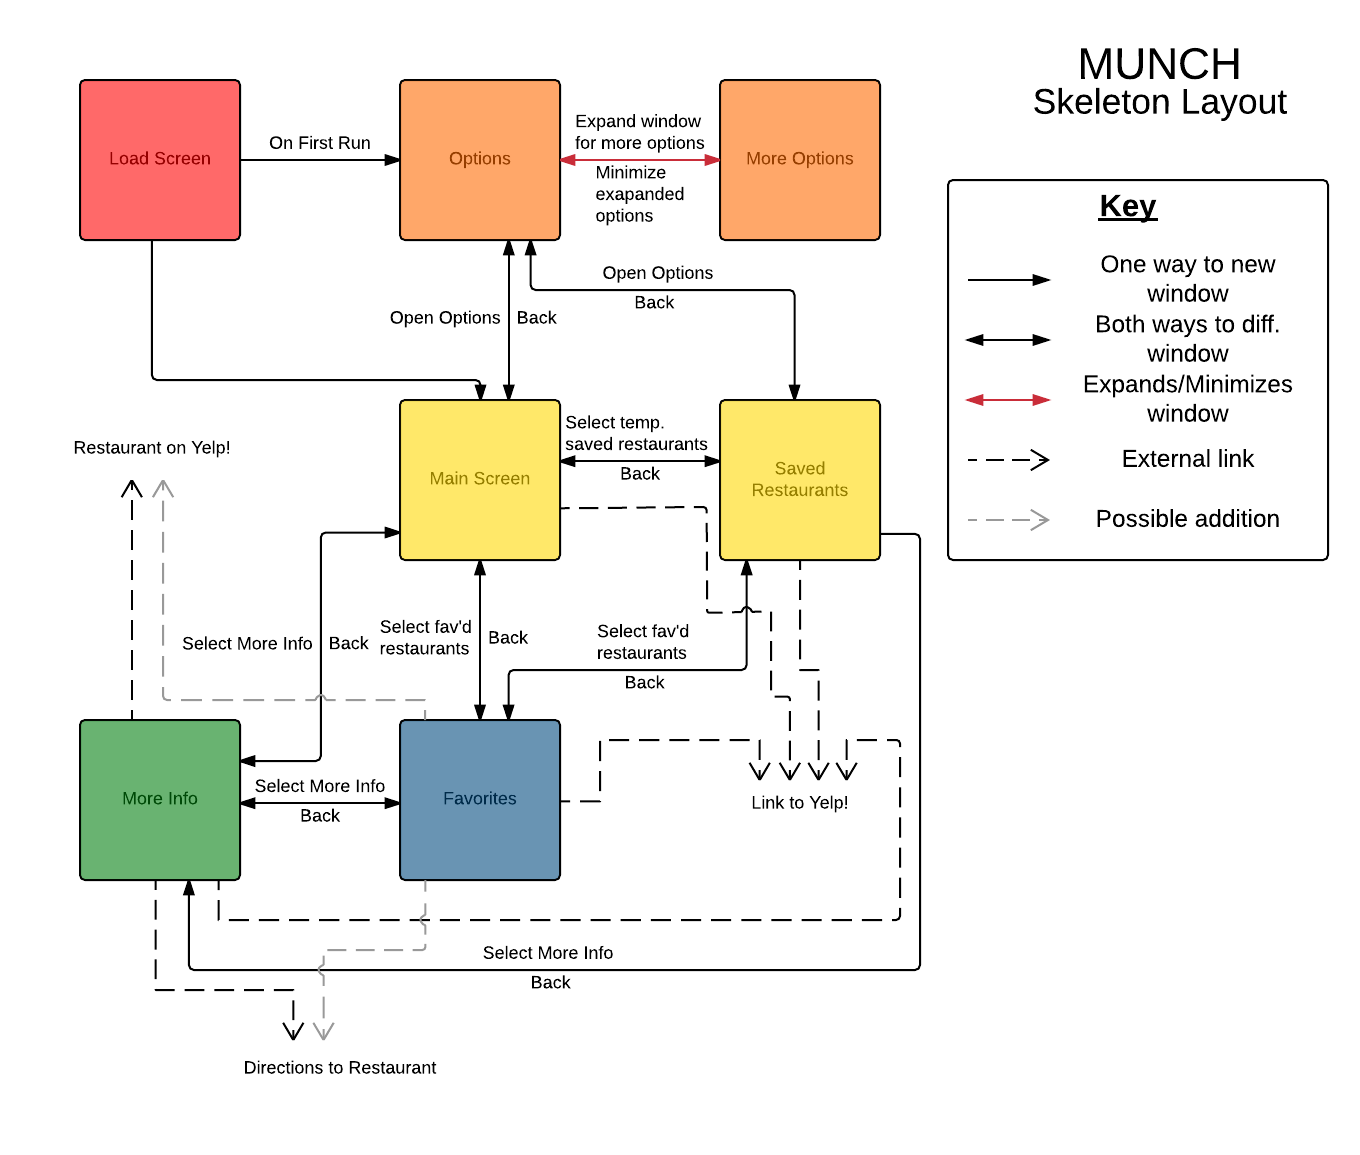 MUNCH
Skeleton Layout
Load Screen
On First Run
Options
Expand window
for more options
Minimize
exapanded
options
More Options
Key
One way to new
window
Both ways to diff.
window
Expands/Minimizes
window
External link
Possible addition
Open Options
Back
Open Options
Back
Restaurant on Yelp!
Main Screen
Select temp.
saved restaurants
Back
Saved
Restaurants
Select More Info
Back
Select fav'd
restaurants
Back
Select fav'd
restaurants
Back
More Info
Select More Info
Back
Favorites
Link to Yelp!
Select More Info
Back
Directions to Restaurant